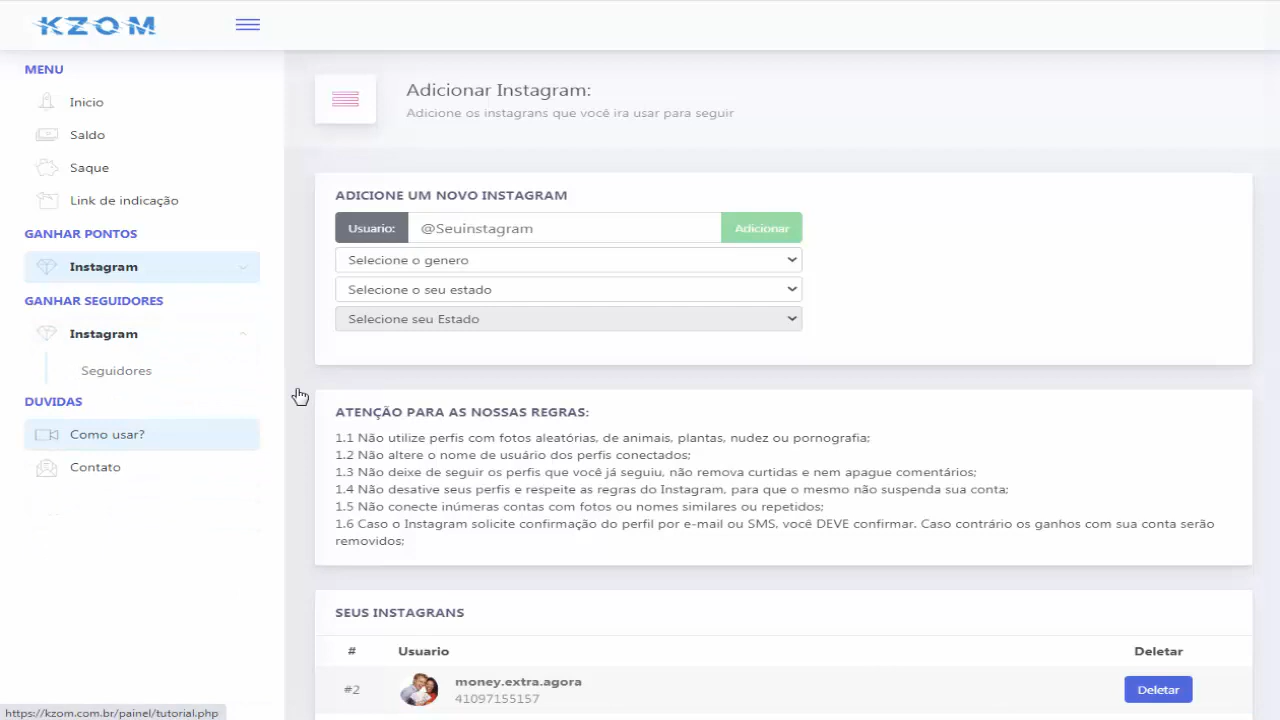 KZOM
MENU
Inicio
Saldo
Saque
Link de indicação
GANHAR PONTOS
Instagram
GANHAR SEGUIDORES
Instagram
Seguidores
DUVIDAS
Como usar?
Contato
https://kzom.com.br/painel/tutorial.php
Adicionar Instagram:
Adicione os instagrans que você ira usar para seguir
ADICIONE UM NOVO INSTAGRAM
Usuario: @Seuinstagram Adicionar
Selecione o genero
Selecione o seu estado
Selecione seu Estado
ATENÇÃO PARA AS NOSSAS REGRAS:
1.1 Não utilize perfis com fotos aleatórias, de animais, plantas, nudez ou pornografia;
1.2 Não altere o nome de usuário dos perfis conectados;
1.3 Não deixe de seguir os perfis que você já seguiu, não remova curtidas e nem apague comentários;
1.4 Não desative seus perfis e respeite as regras do Instagram, para que o mesmo não suspenda sua conta;
1.5 Não conecte inúmeras contas com fotos ou nomes similares ou repetidos;
1.6 Caso o Instagram solicite confirmação do perfil por e-mail ou SMS, você DEVE confirmar. Caso contrário os ganhos com sua conta serão
removidos;
SEUS INSTAGRANS
# Usuario Deletar
#2 money.extra.agora Deletar
41097155157